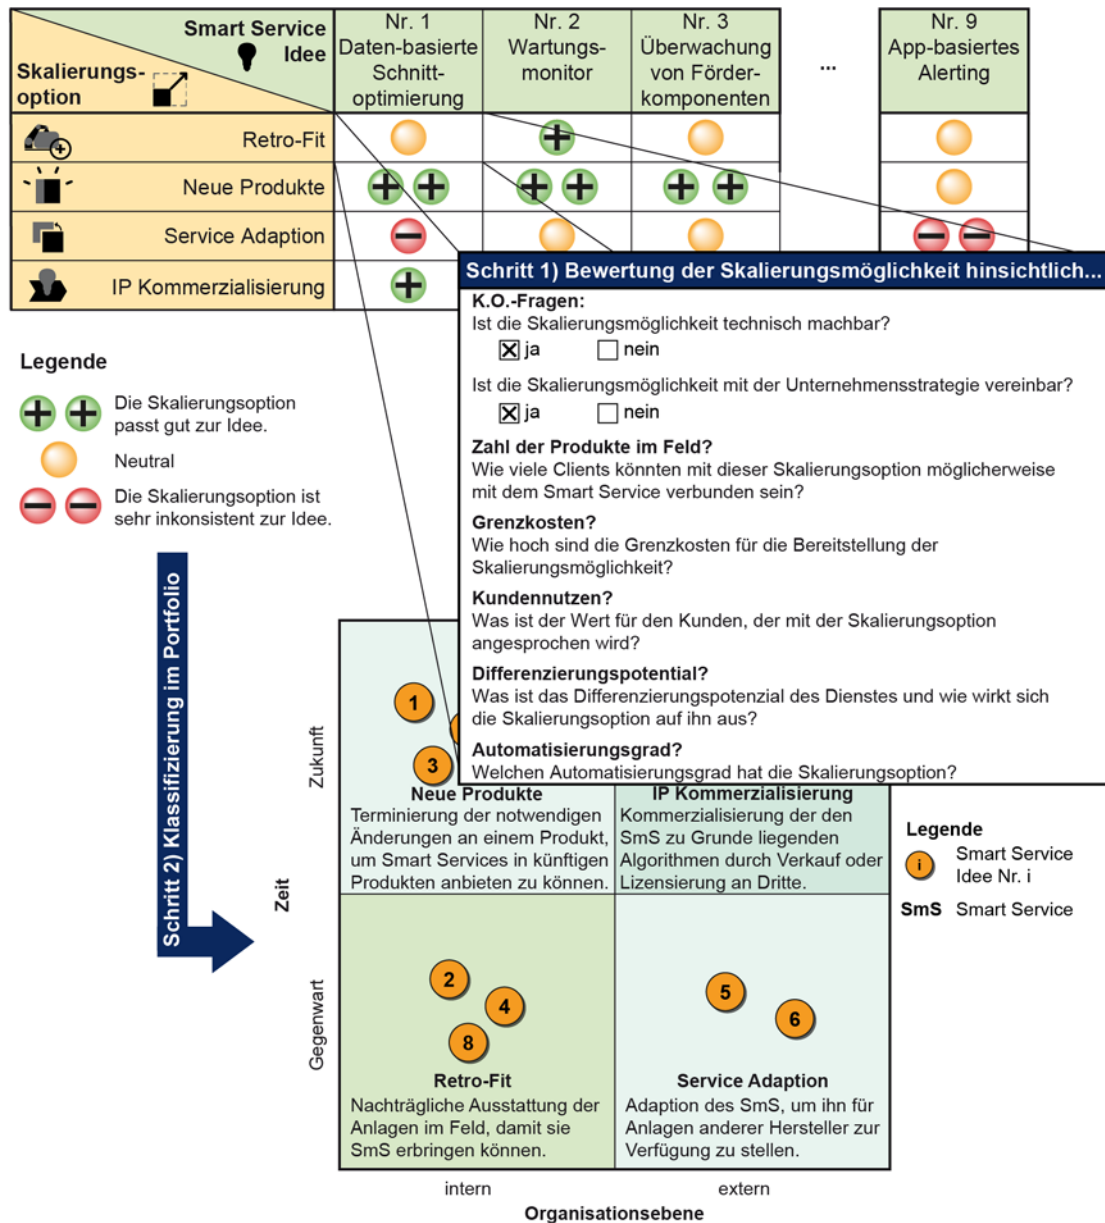 Smart Service
Idee
Skalierungs-
option
Nr. 1
Daten-basierte
Schnitt-
optimierung
Nr. 2
Wartungs-
monitor
Nr. 3
Überwachung
von Förder-
komponenten
...
Nr. 9
App-basiertes
Alerting
Retro-Fit
Neue Produkte
Service Adaption
IP Kommerzialisierung
Schritt 1) Bewertung der Skalierungsmöglichkeit hinsichtlich...
K.O.-Fragen:
Ist die Skalierungsmöglichkeit technisch machbar?
ja nein
Ist die Skalierungsmöglichkeit mit der Unternehmensstrategie vereinbar?
ja nein
Zahl der Produkte im Feld?
Wie viele Clients könnten mit dieser Skalierungsoption möglicherweise
mit dem Smart Service verbunden sein?
Grenzkosten?
Wie hoch sind die Grenzkosten für die Bereitstellung der
Skalierungsmöglichkeit?
Kundennutzen?
Was ist der Wert für den Kunden, der mit der Skalierungsoption
angesprochen wird?
Differenzierungspotential?
Was ist das Differenzierungspotenzial des Dienstes und wie wirkt sich
die Skalierungsoption auf ihn aus?
Automatisierungsgrad?
Welchen Automatisierungsgrad hat die Skalierungsoption?
Legende
Die Skalierungsoption
passt gut zur Idee.
Neutral
Die Skalierungsoption ist
sehr inkonsistent zur Idee.
Schritt 2) Klassifizierung im Portfolio
Zeit
Zukunft
Gegenwart
1
3
Neue Produkte
Terminierung der notwendigen
Änderungen an einem Produkt,
um Smart Services in künftigen
Produkten anbieten zu können.
IP Kommerzialisierung
Kommerzialisierung der den
SmS zu Grunde liegenden
Algorithmen durch Verkauf oder
Lizensierung an Dritte.
2
4
8
Retro-Fit
Nachträgliche Ausstattung der
Anlagen im Feld, damit sie
SmS erbringen können.
5
6
Service Adaption
Adaption des SmS, um ihn für
Anlagen anderer Hersteller zur
Verfügung zu stellen.
intern
extern
Organisationsebene
Legende
i
Smart Service
Idee Nr. i
SmS Smart Service